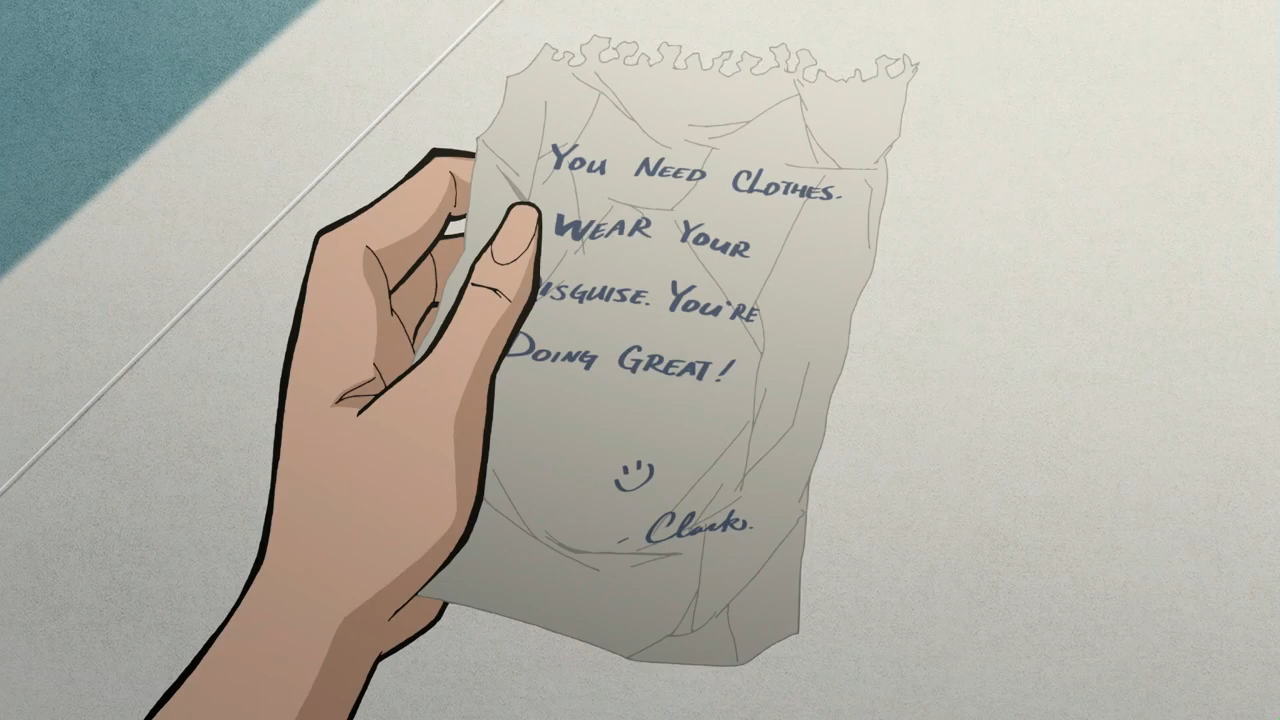 You Need Clothes.
Wear Your
isguise. You're
Doing Great!
- Clark.